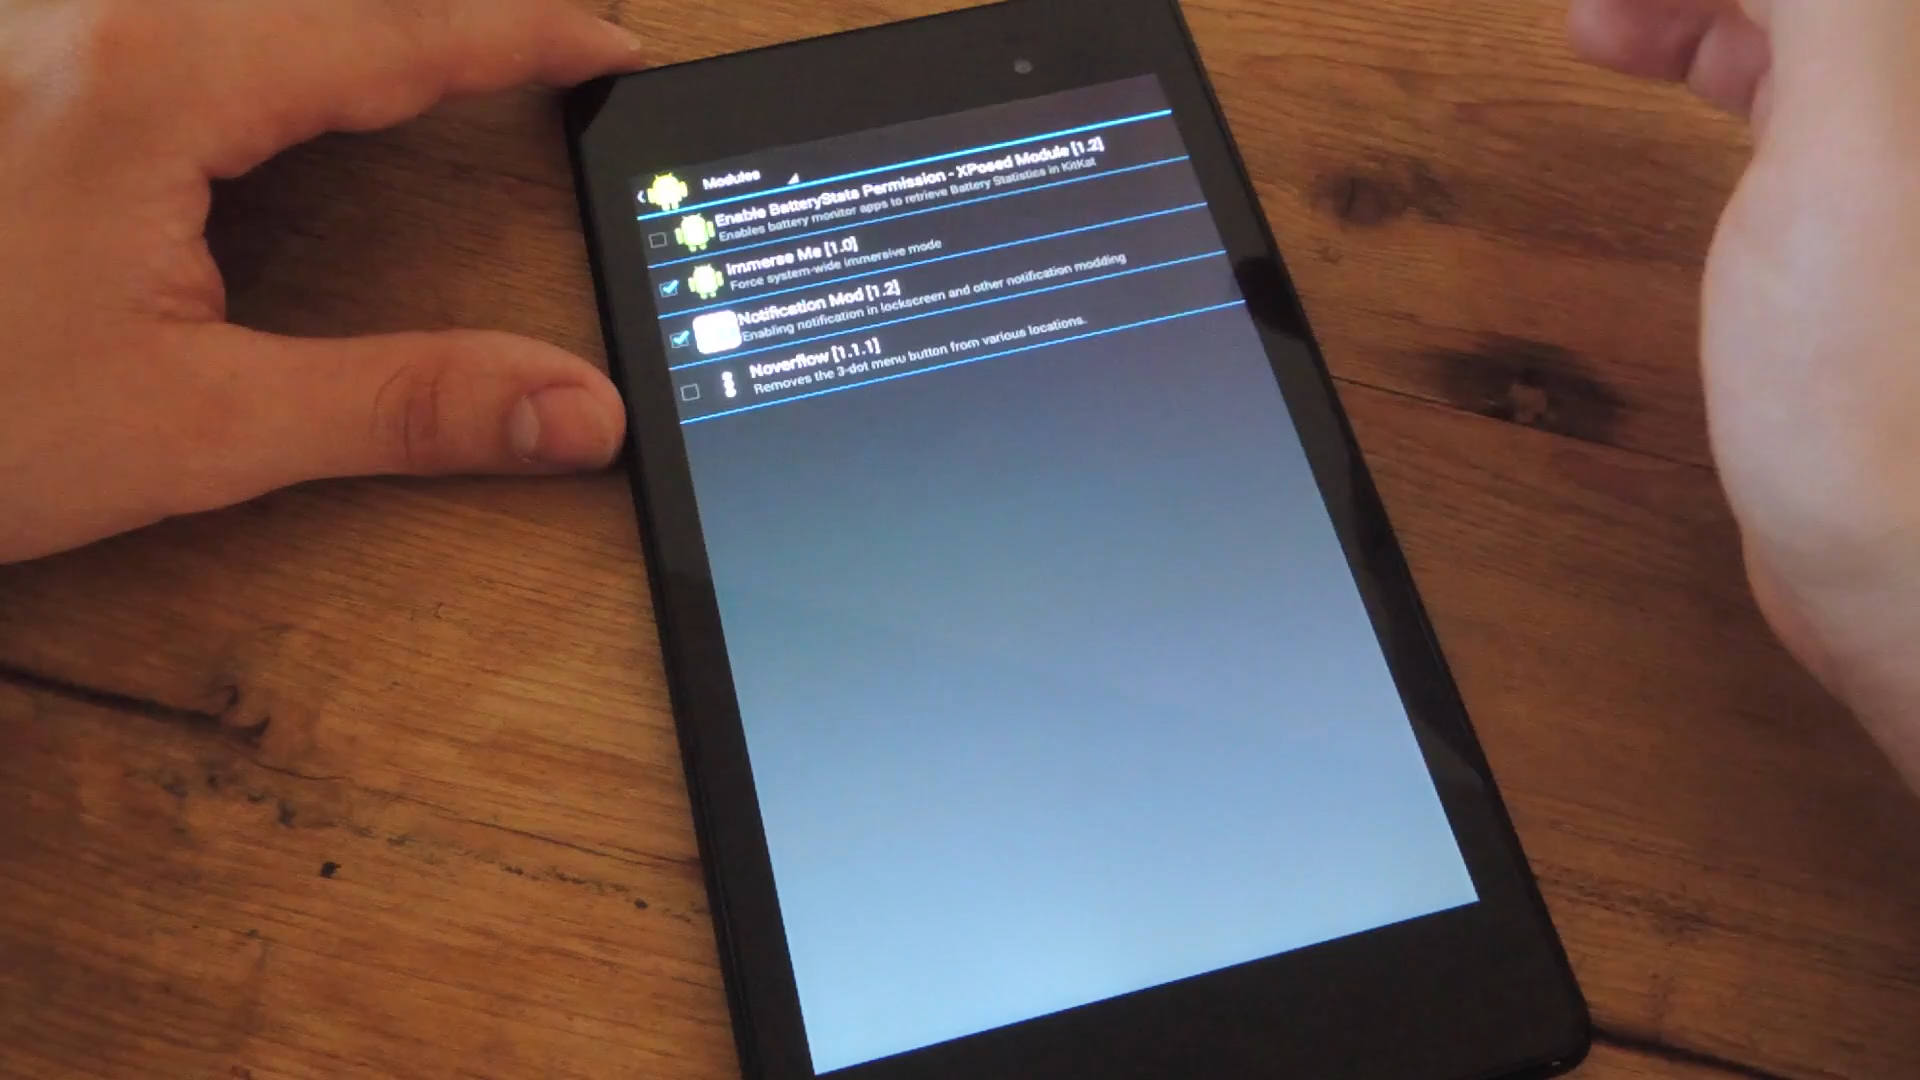 Modules
Enable BatteryStats Permission - XPosed Module [1.2]
Enables battery monitor apps to retrieve Battery Statistics in KitKat
Immerse Me [1.0]
Force system-wide immersive mode
Notification Mod [1.2]
Enabling notification in lockscreen and other notification modding
Noverflow [1.1.1]
Removes the 3-dot menu button from various locations.